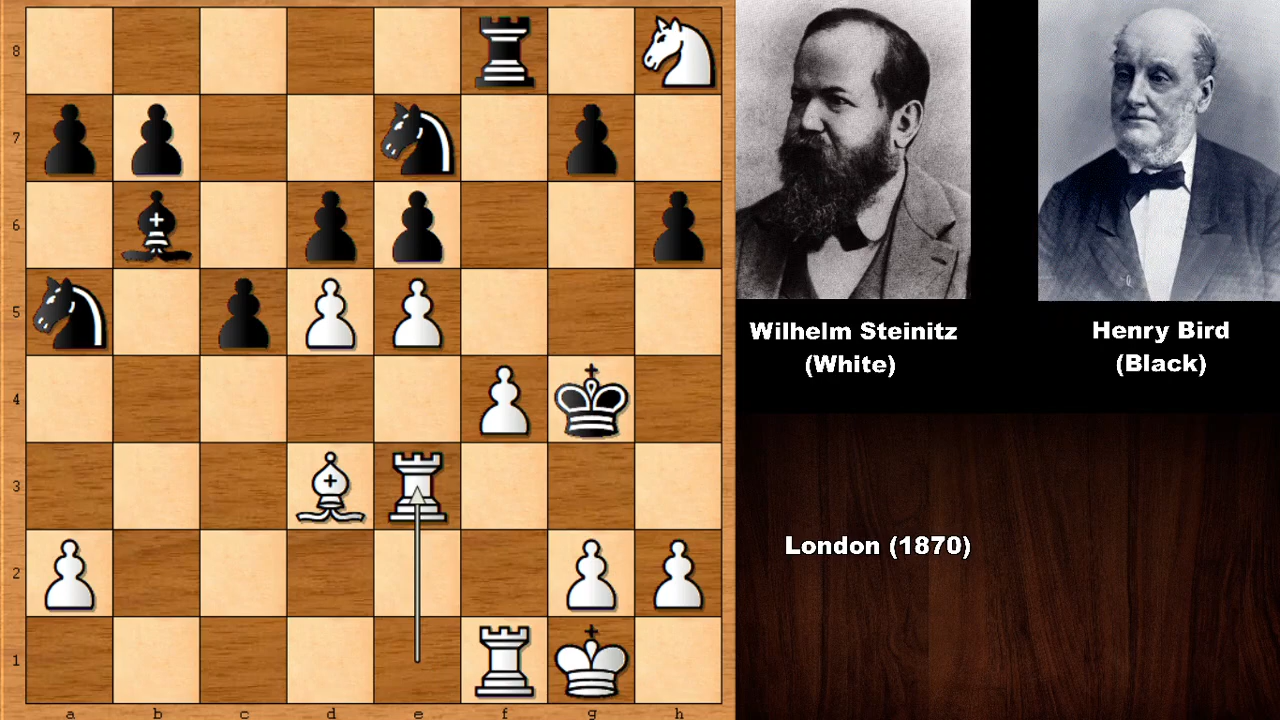 8
7
6
5
4
3
2
1
a b c d e f g h
Wilhelm Steinitz
(White)
Henry Bird
(Black)
London (1870)